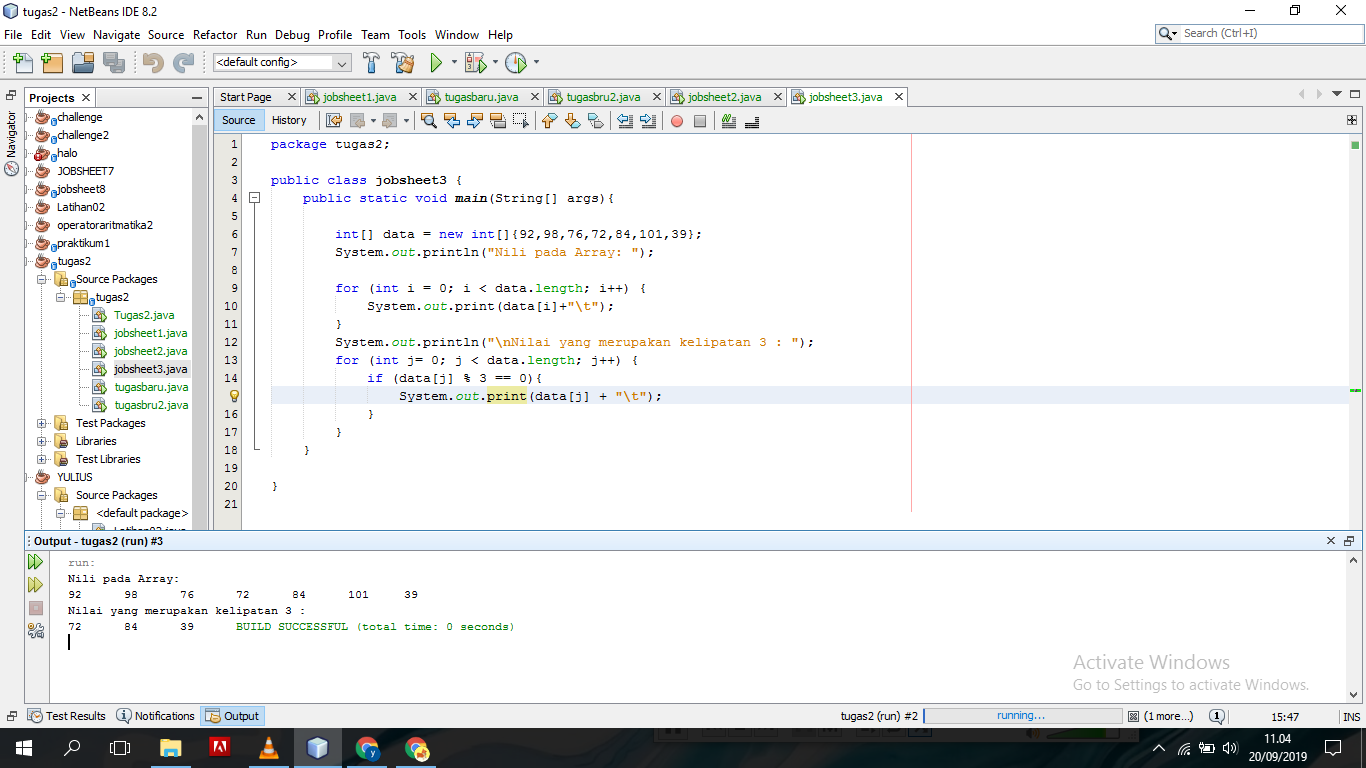 tugas2 - NetBeans IDE 8.2
File Edit View Navigate Source Refactor Run Debug Profile Team Tools Window Help
Search (Ctrl+I)
<default config>
Projects
Navigator
challenge
challenge2
halo
JOBSHEET7
jobsheet8
Latihan02
operatoraritmatika2
praktikum1
tugas2
Source Packages
tugas2
Tugas2.java
jobsheet1.java
jobsheet2.java
jobsheet3.java
tugasbaru.java
tugasbru2.java
Test Packages
Libraries
Test Libraries
YULIUS
Source Packages
<default package>
Start Page jobsheet1.java tugasbaru.java tugasbru2.java jobsheet2.java jobsheet3.java
Source History
1 package tugas2;
2
3 public class jobsheet3 {
4 public static void main(String[] args){
5
6 int[] data = new int[]{92,98,76,72,84,101,39};
7 System.out.println("Nili pada Array: ");
8
9 for (int i = 0; i < data.length; i++) {
10 System.out.print(data[i]+"\t");
11 }
12 System.out.println("\nNilai yang merupakan kelipatan 3 : ");
13 for (int j= 0; j < data.length; j++) {
14 if (data[j] % 3 == 0){
System.out.print(data[j] + "\t");
16 }
17 }
18 }
19
20 }
21
Output - tugas2 (run) #3
run:
Nili pada Array:
92 98 76 72 84 101 39
Nilai yang merupakan kelipatan 3 :
72 84 39 BUILD SUCCESSFUL (total time: 0 seconds)
Activate Windows
Go to Settings to activate Windows.
Test Results Notifications Output
tugas2 (run) #2 running... (1 more...) 1 15:47 INS
11.04
20/09/2019